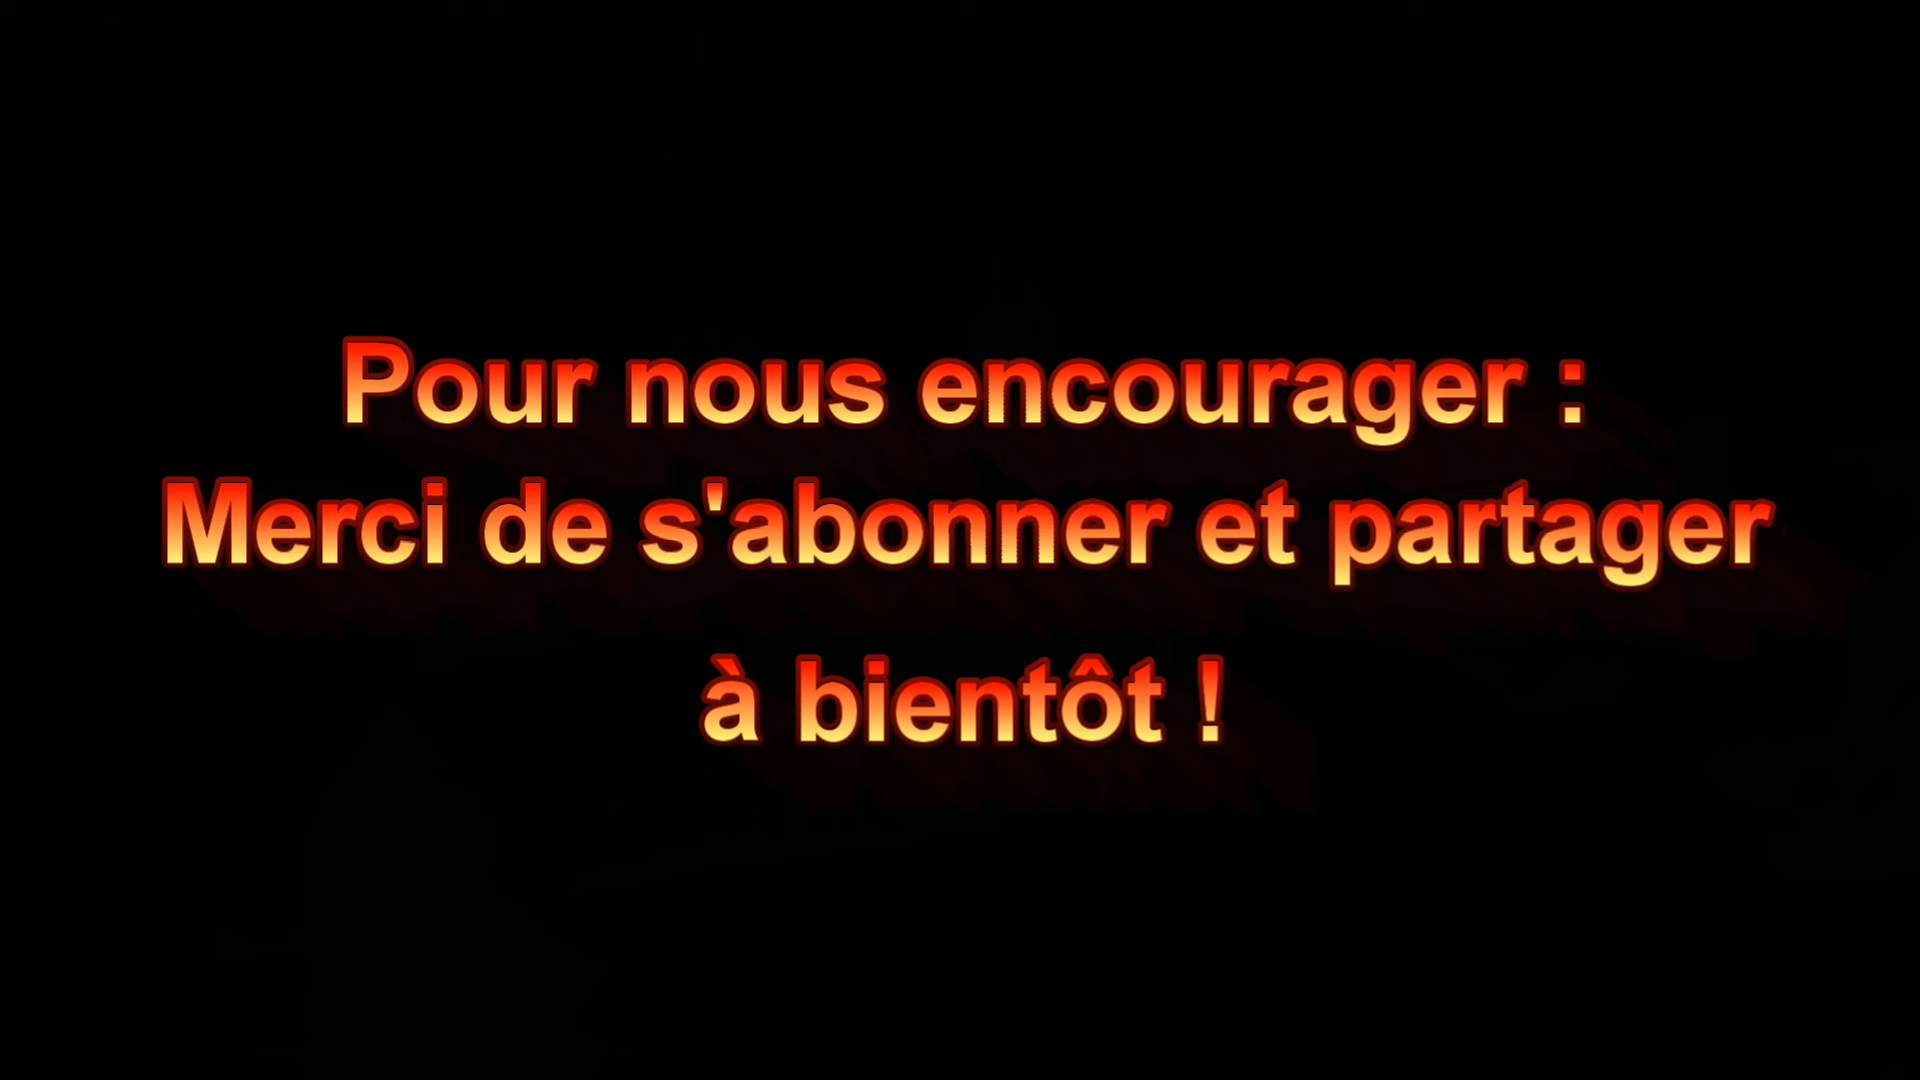 Pour nous encourager :
Merci de s'abonner et partager
à bientôt !